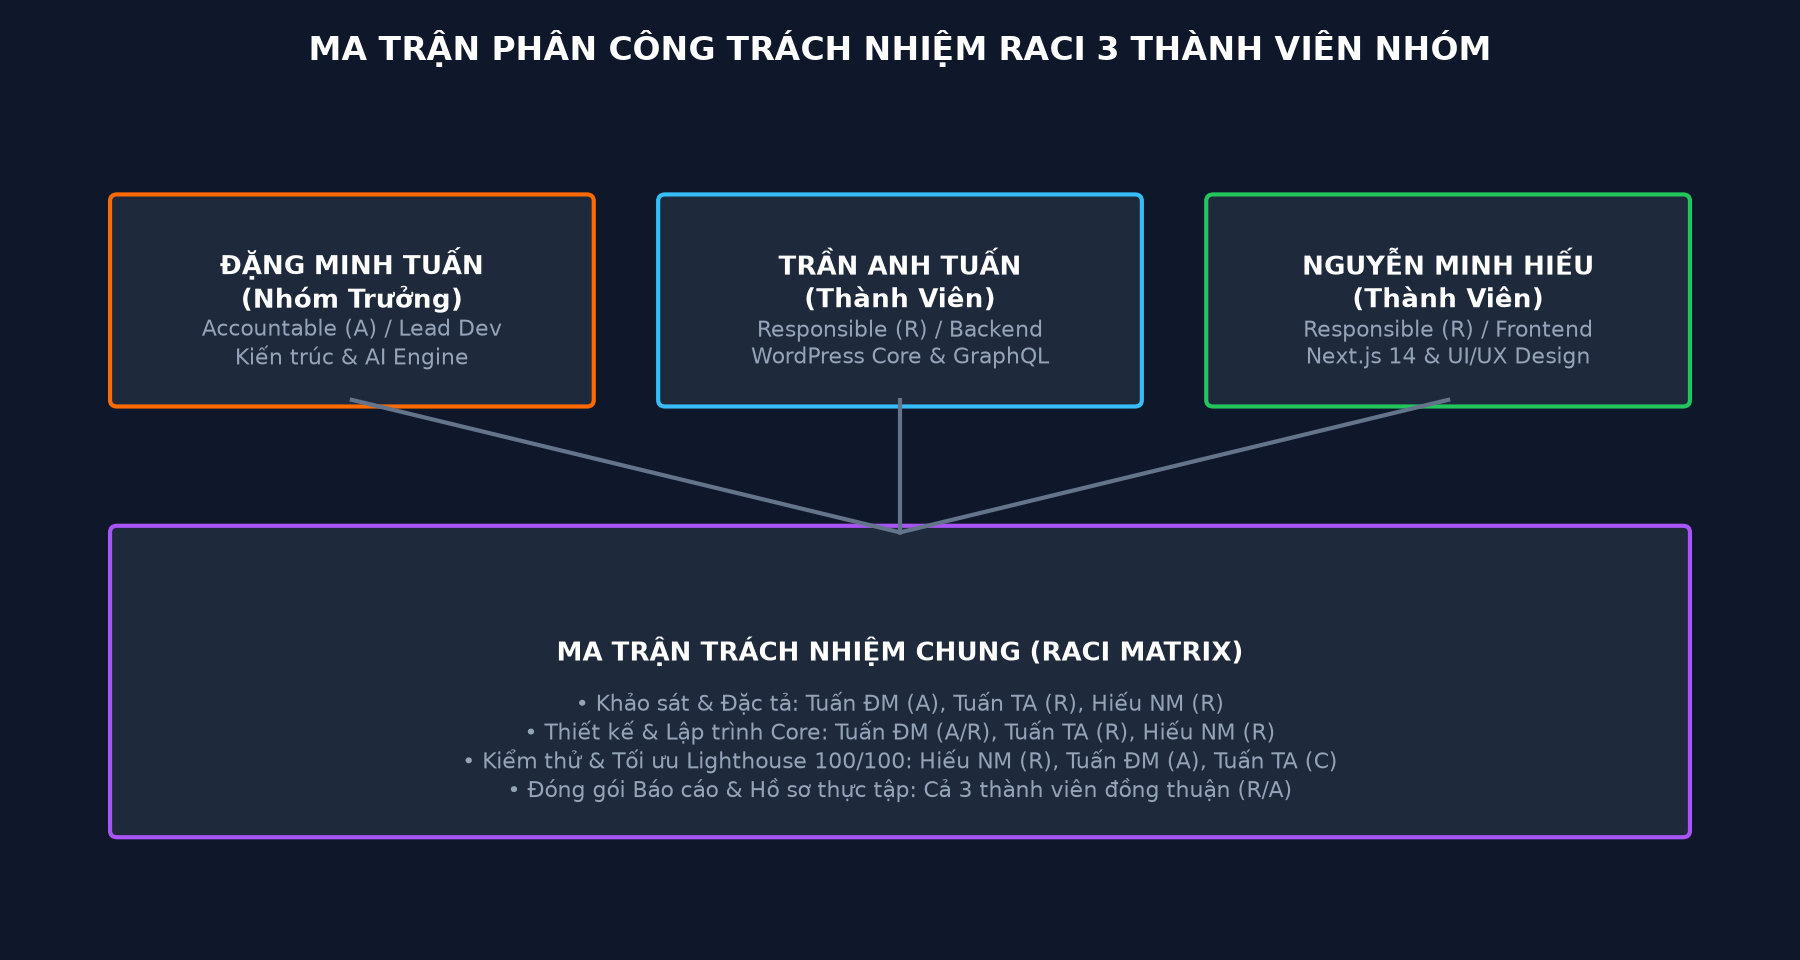 MA TRẬN PHÂN CÔNG TRÁCH NHIỆM RACI 3 THÀNH VIÊN NHÓM
ĐẶNG MINH TUẤN
(Nhóm Trưởng)
Accountable (A) / Lead Dev
Kiến trúc & AI Engine
TRẦN ANH TUẤN
(Thành Viên)
Responsible (R) / Backend
WordPress Core & GraphQL
NGUYỄN MINH HIẾU
(Thành Viên)
Responsible (R) / Frontend
Next.js 14 & UI/UX Design
MA TRẬN TRÁCH NHIỆM CHUNG (RACI MATRIX)
• Khảo sát & Đặc tả: Tuấn ĐM (A), Tuấn TA (R), Hiếu NM (R)
• Thiết kế & Lập trình Core: Tuấn ĐM (A/R), Tuấn TA (R), Hiếu NM (R)
• Kiểm thử & Tối ưu Lighthouse 100/100: Hiếu NM (R), Tuấn ĐM (A), Tuấn TA (C)
• Đóng gói Báo cáo & Hồ sơ thực tập: Cả 3 thành viên đồng thuận (R/A)